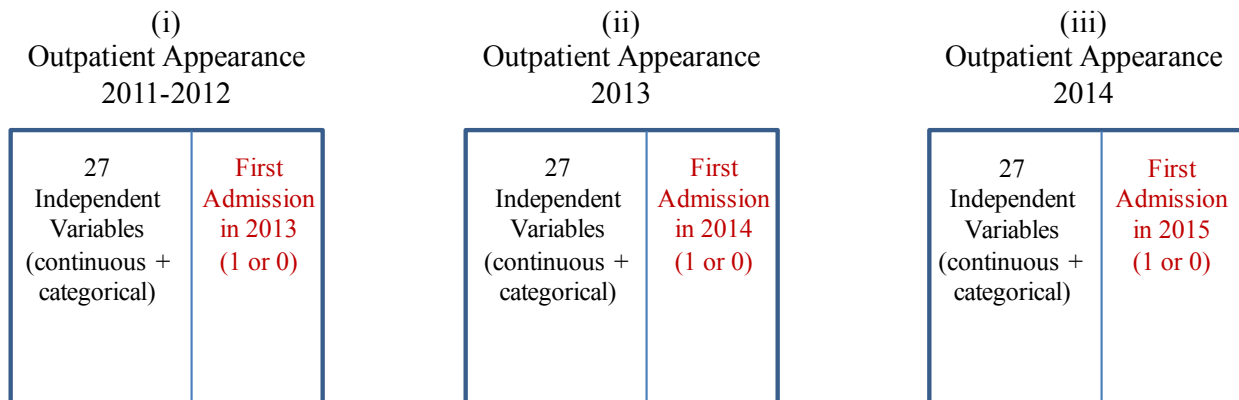 (i)
Outpatient Appearance
2011-2012
27
Independent
Variables
(continuous +
categorical)
First
Admission
in 2013
(1 or 0)
(ii)
Outpatient Appearance
2013
27
Independent
Variables
(continuous +
categorical)
First
Admission
in 2014
(1 or 0)
(iii)
Outpatient Appearance
2014
27
Independent
Variables
(continuous +
categorical)
First
Admission
in 2015
(1 or 0)